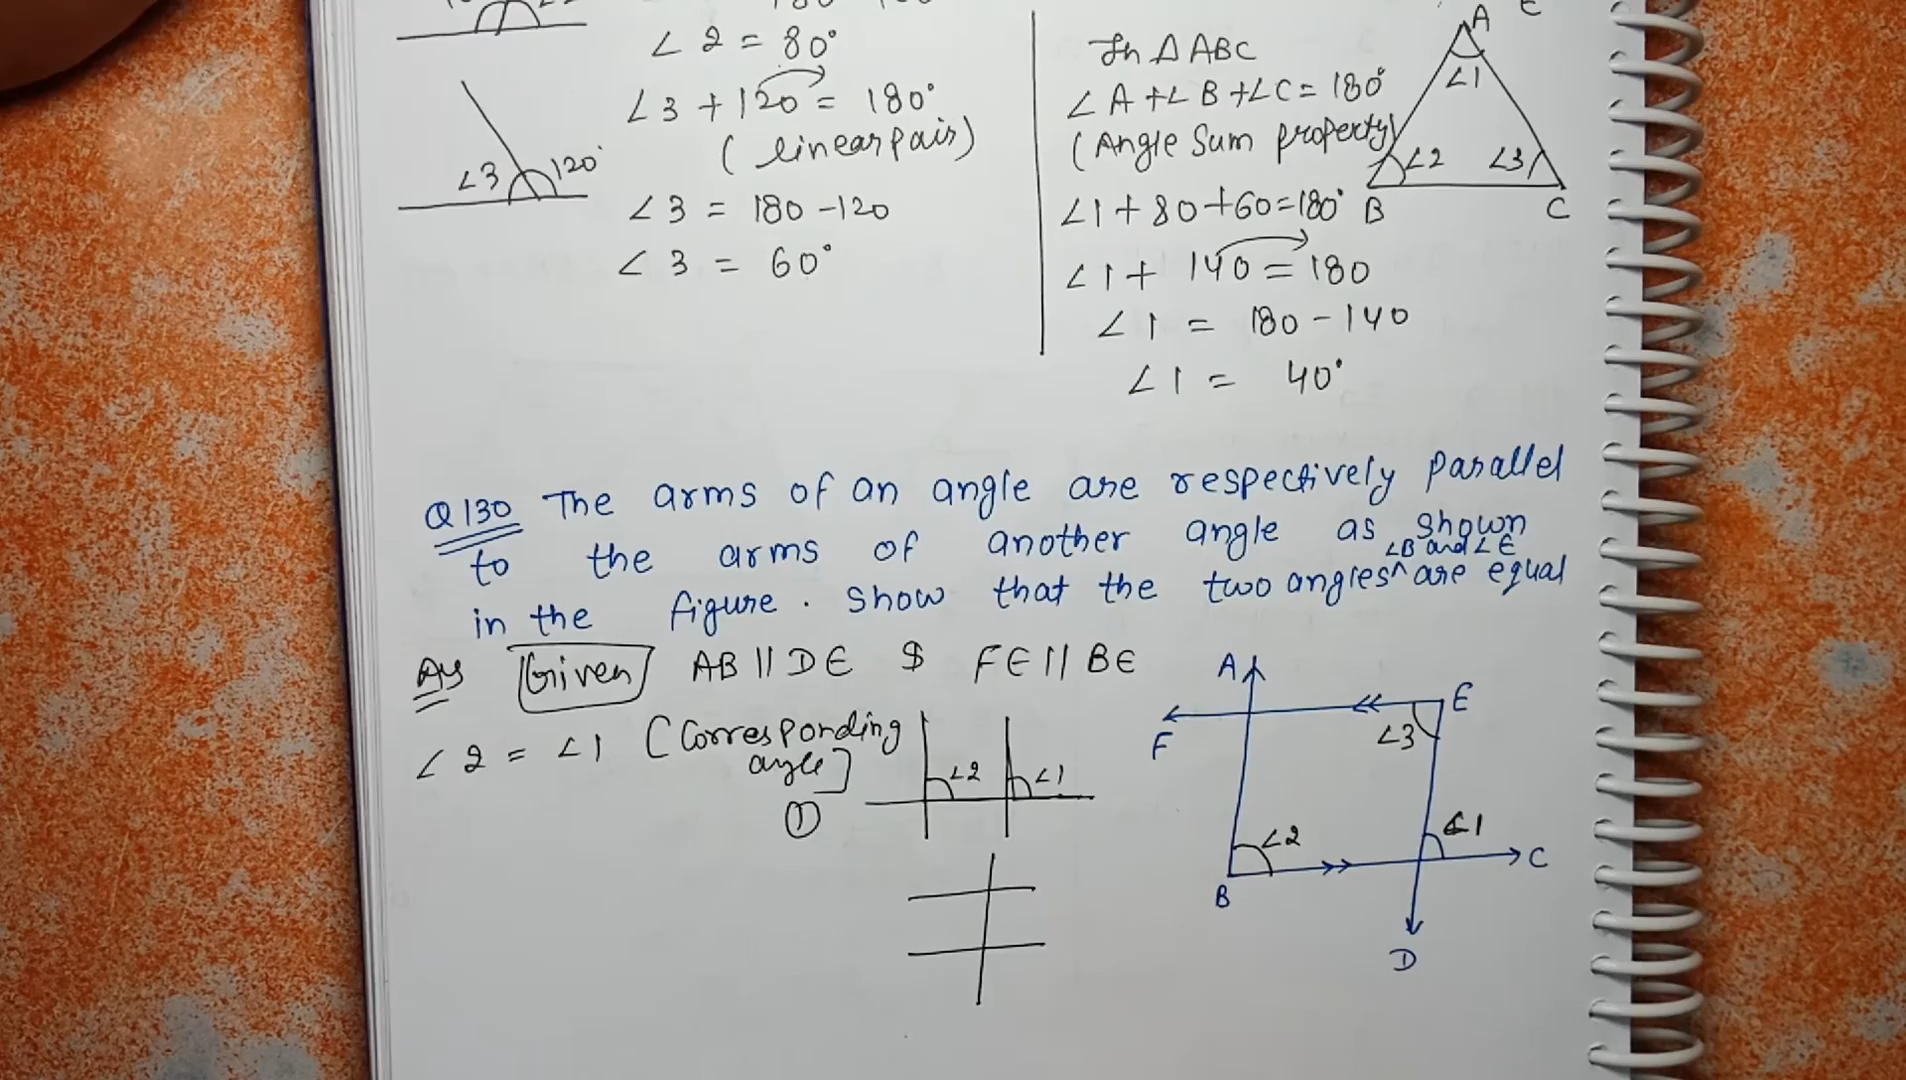 ∠2 = 80°
∠3 + 120 = 180°
(linear pair)
∠3 = 180 - 120
∠3 = 60°
∠3 120°
In △ ABC
∠A + ∠B + ∠C = 180°
(Angle Sum property)
∠1 + 80 + 60 = 180°
∠1 + 140 = 180
∠1 = 180 - 140
∠1 = 40°
A
∠1
∠2 ∠3
B C
Q130 The arms of an angle are respectively parallel
to the arms of another angle as shown
∠B and ∠E
in the figure. Show that the two angles ^ are equal
Given AB || DE $ FE || BE
∠2 = ∠1 [Corresponding
angle]
①
∠2 ∠1
A E
F ∠3
∠2 ∠1
B C
D